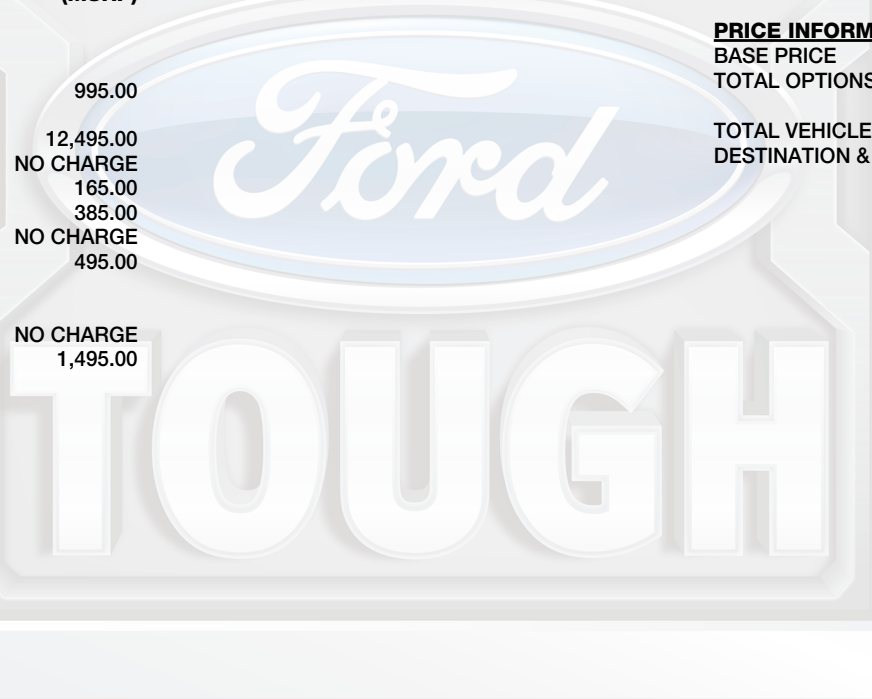 995.00
12,495.00
NO CHARGE
165.00
385.00
NO CHARGE
495.00
NO CHARGE
1,495.00
PRICE INFORM
BASE PRICE
TOTAL OPTIONS
TOTAL VEHICLE
DESTINATION &
Ford
TOUGH